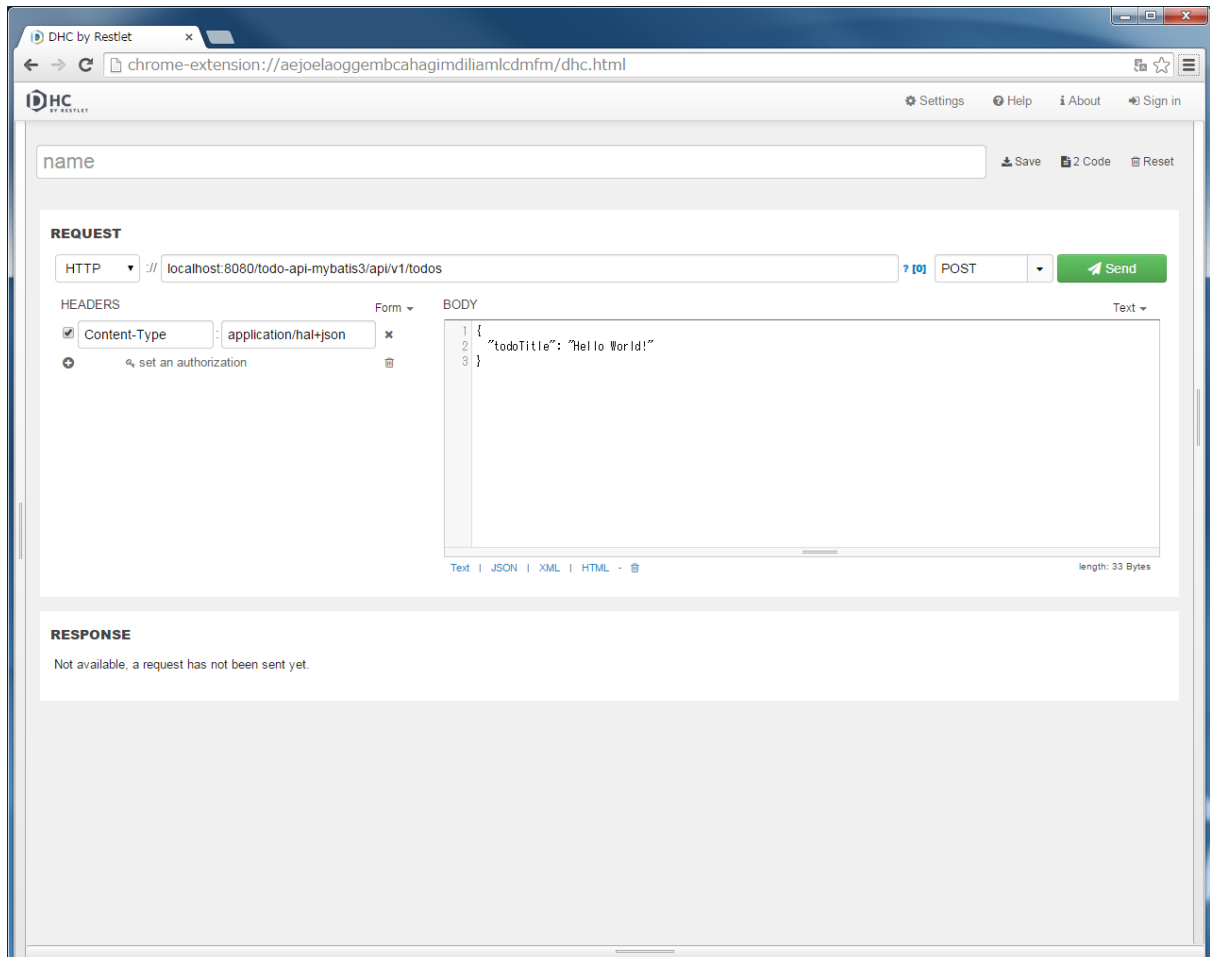 DHC by Restlet
chrome-extension://aejoelaoggembcahagimdiliamlcdmfm/dhc.html
DHC BY RESTLET
Settings Help About Sign in
name Save 2 Code Reset
REQUEST
HTTP :// localhost:8080/todo-api-mybatis3/api/v1/todos ? [0] POST Send
HEADERS Form BODY Text
Content-Type : application/hal+json
set an authorization
1 {
2 "todoTitle": "Hello World!"
3 }
Text | JSON | XML | HTML - length: 33 Bytes
RESPONSE
Not available, a request has not been sent yet.